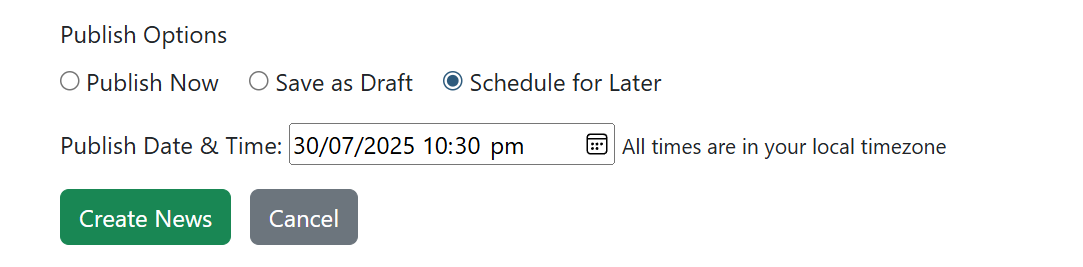 Publish Options
Publish Now Save as Draft Schedule for Later
Publish Date & Time: 30/07/2025 10:30 pm All times are in your local timezone
Create News Cancel